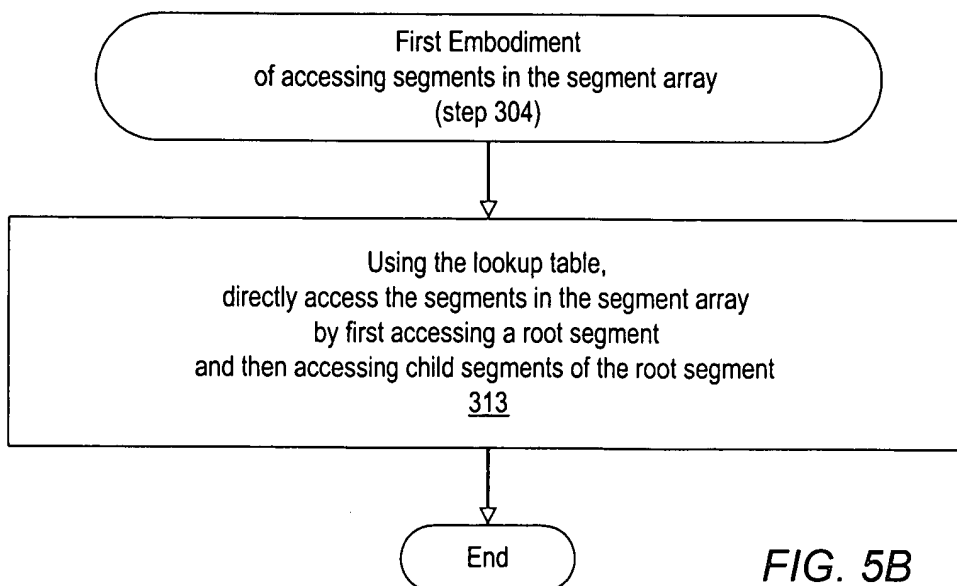 First Embodiment
of accessing segments in the segment array
(step 304)
Using the lookup table,
directly access the segments in the segment array
by first accessing a root segment
and then accessing child segments of the root segment
313
End
FIG. 5B